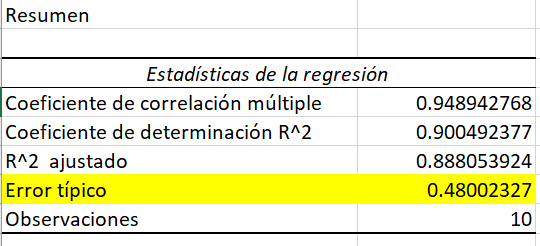 Resumen
Estadísticas de la regresión
Coeficiente de correlación múltiple 0.948942768
Coeficiente de determinación R^2 0.900492377
R^2 ajustado 0.888053924
Error típico 0.48002327
Observaciones 10